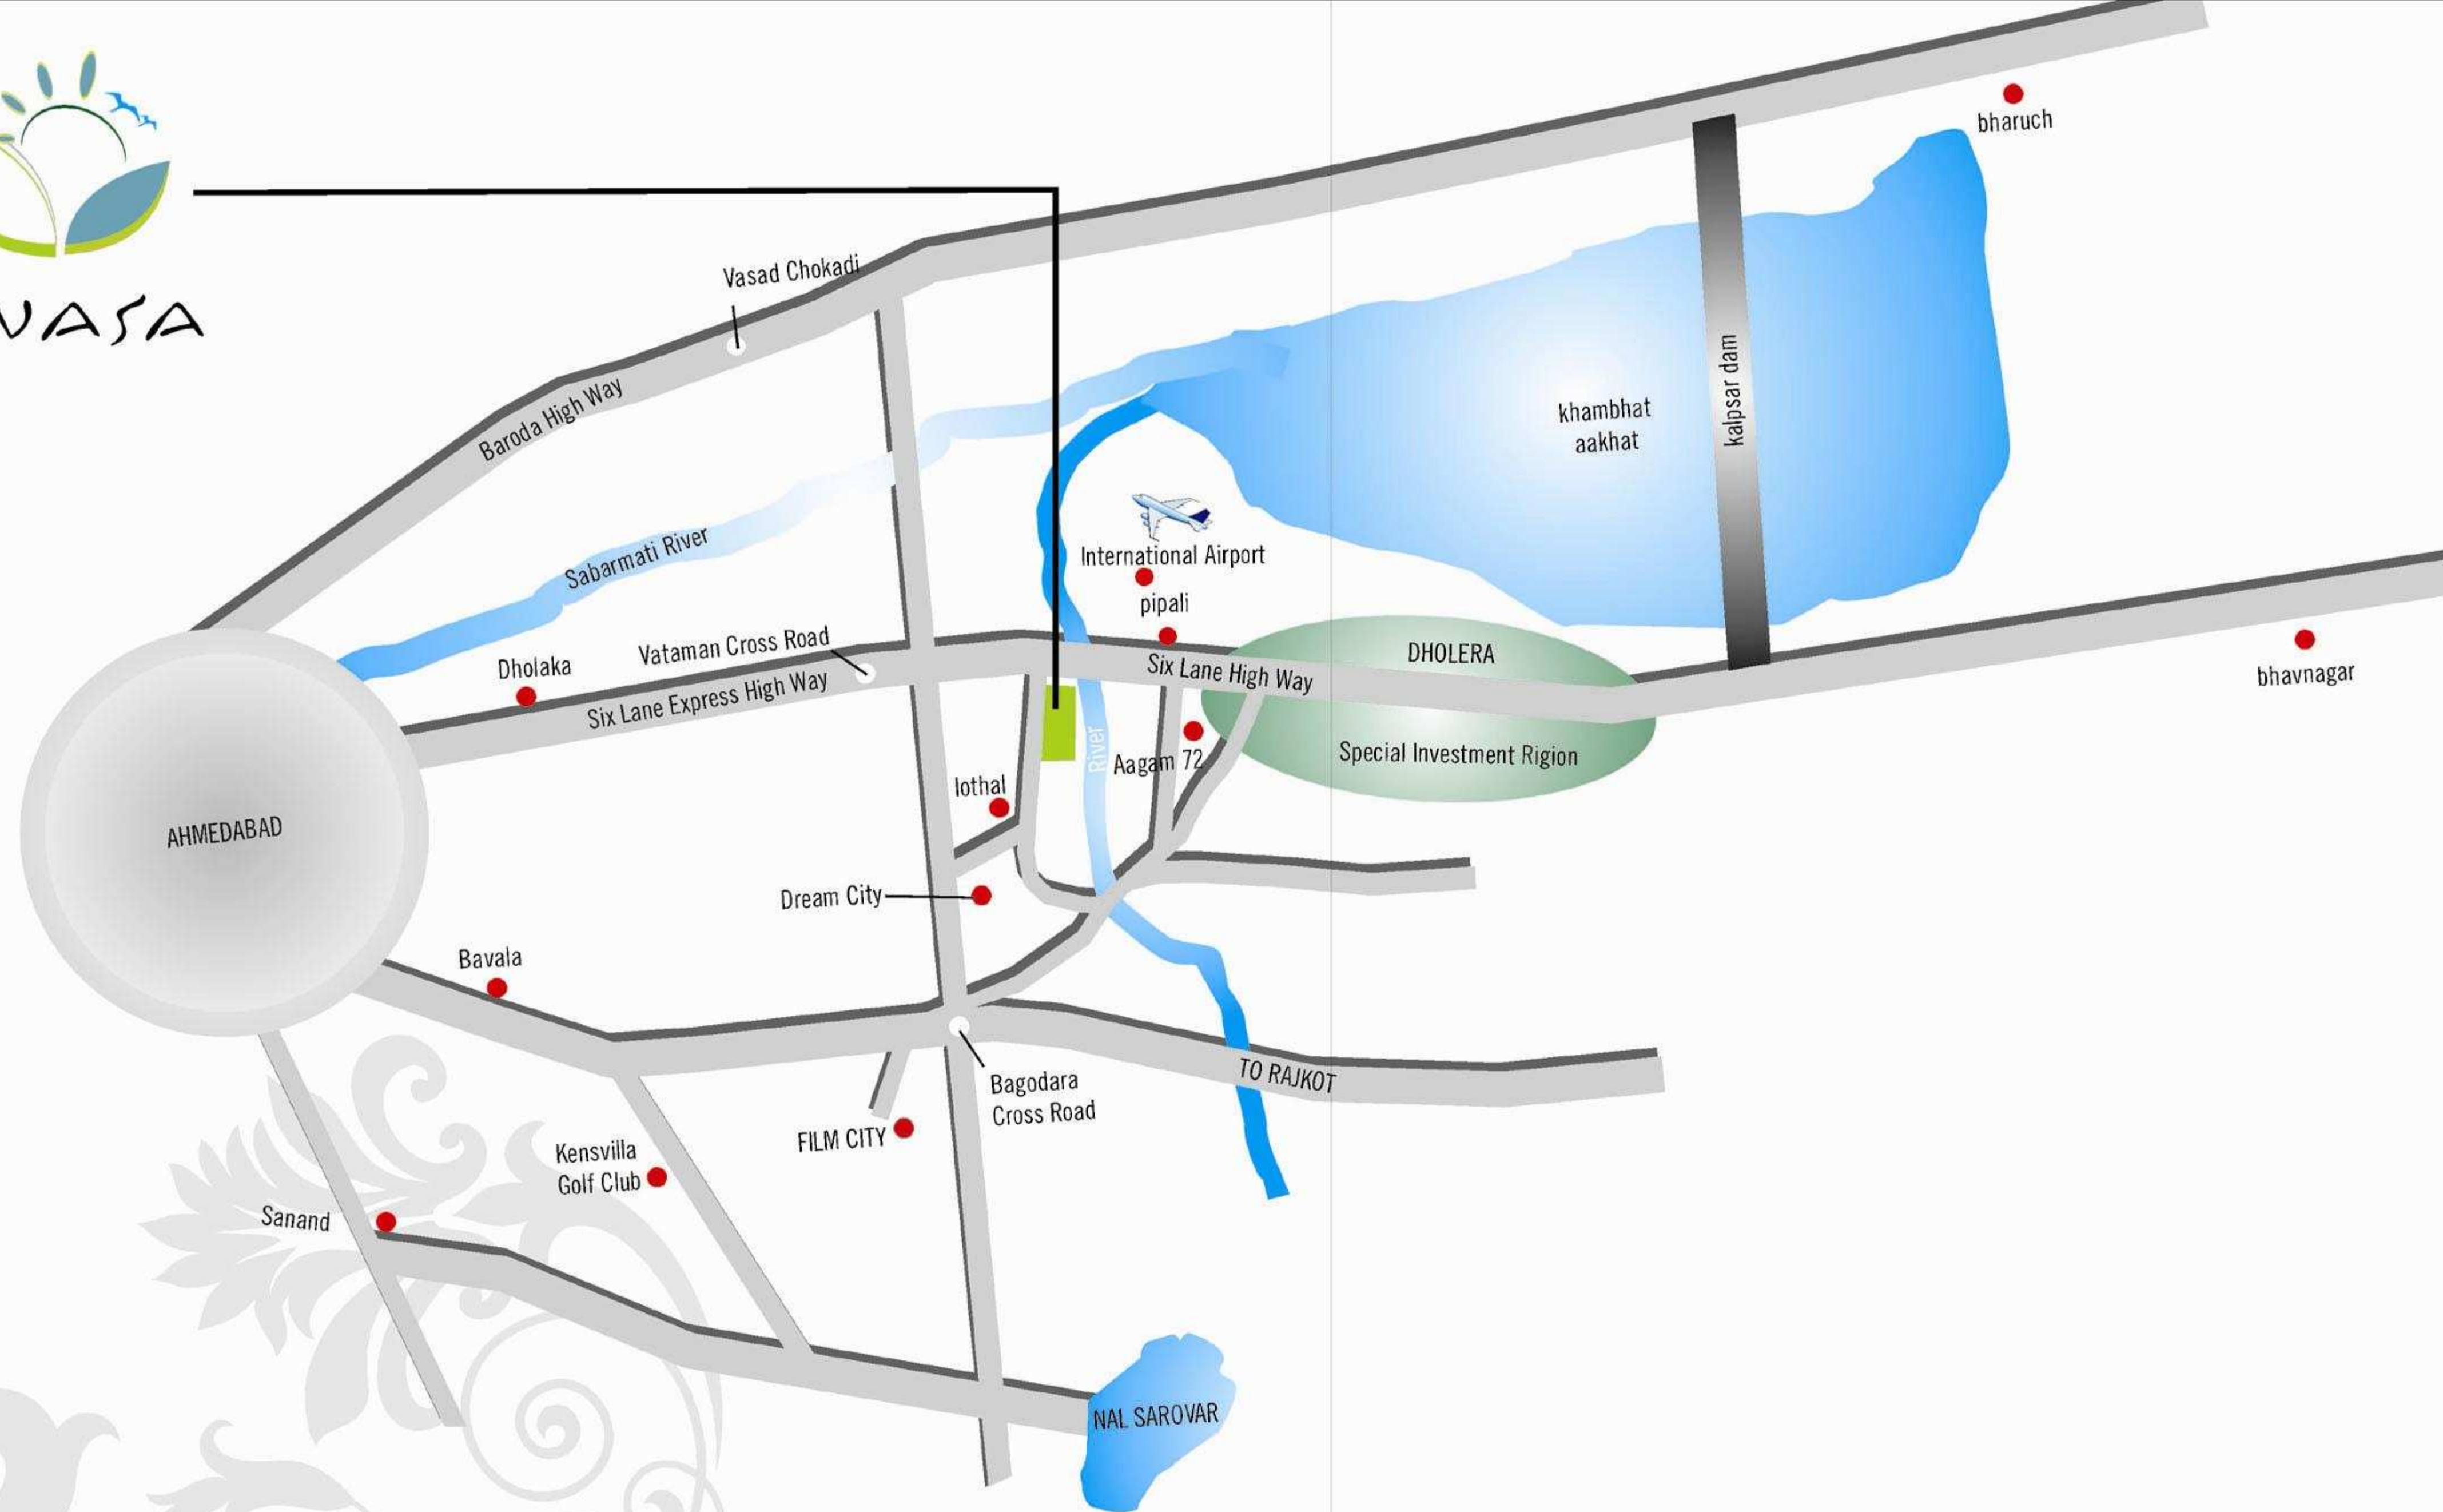 bharuch
Vasad Chokadi
VASA
Baroda High Way
kalpsar dam
khambhat
aakhat
Sabarmati River
International Airport
pipali
Vataman Cross Road
Dholaka
DHOLERA
Six Lane High Way
bhavnagar
Six Lane Express High Way
River
Special Investment Rigion
Aagam 72
lothal
AHMEDABAD
Dream City
Bavala
TO RAJKOT
Bagodara
Cross Road
FILM CITY
Kensvilla
Golf Club
Sanand
NAL SAROVAR